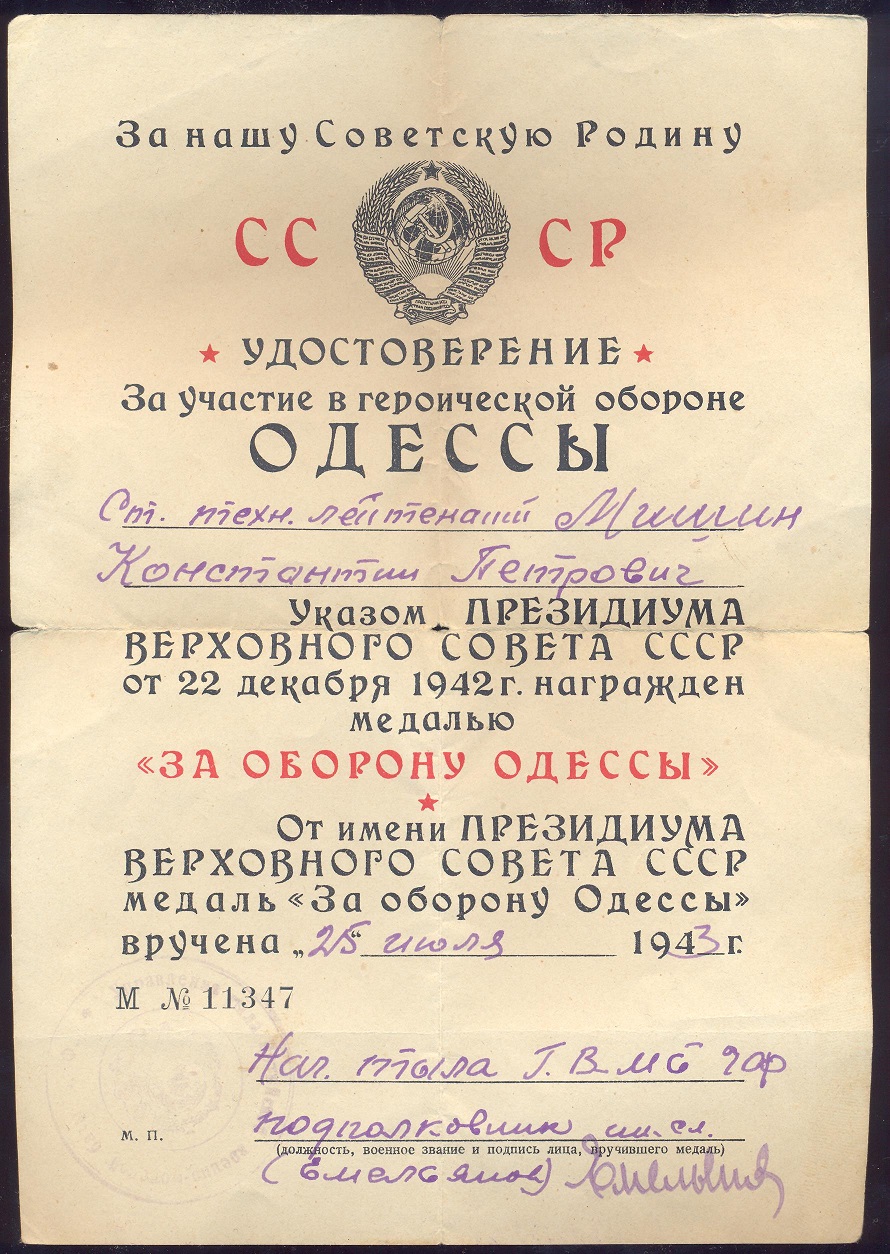 За нашу Советскую Родину
СССР
УДОСТОВЕРЕНИЕ
За участие в героической обороне
ОДЕССЫ
Ст. техн. лейтенант Мишин
Константин Петрович
Указом ПРЕЗИДИУМА
ВЕРХОВНОГО СОВЕТА СССР
от 22 декабря 1942 г. награжден
медалью
«ЗА ОБОРОНУ ОДЕССЫ»
От имени ПРЕЗИДИУМА
ВЕРХОВНОГО СОВЕТА СССР
медаль «За оборону Одессы»
вручена „25“ июля 1943 г.
М № 11347
Нач. тыла Г. В-МБ ЧФ
подполковник
м. п.
(должность, военное звание и подпись лица, вручившего медаль)
(Емельянов)